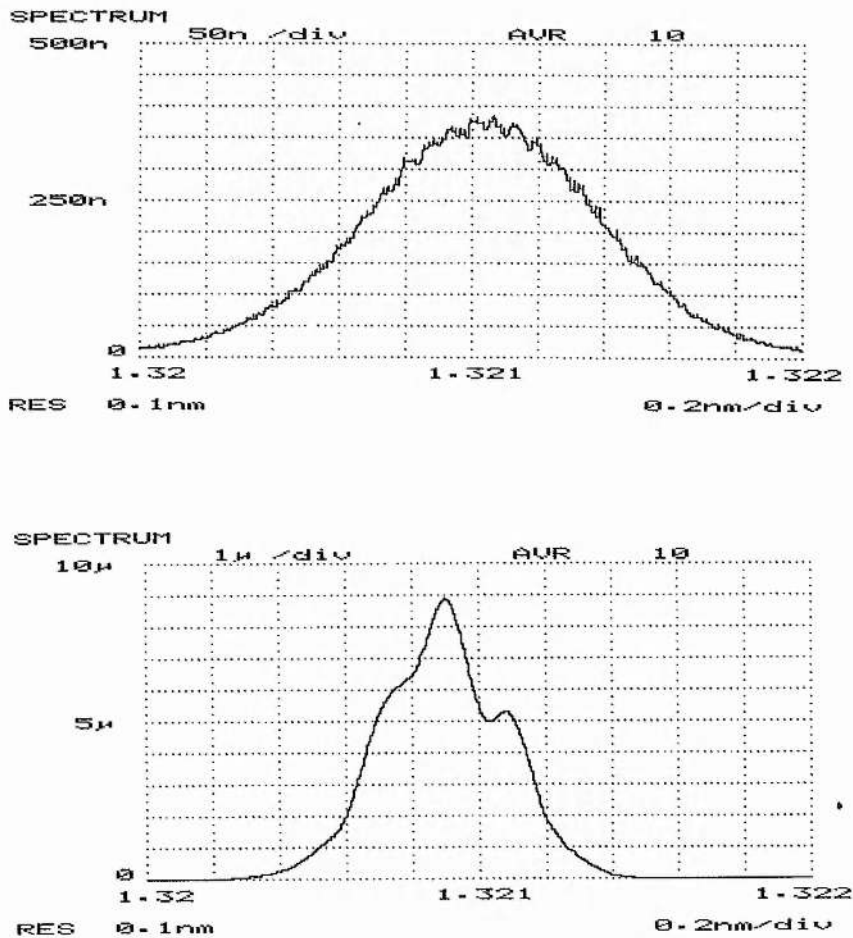 SPECTRUM
50n /div AVR 10
500n
250n
0
1.32 1.321 1.322
RES 0.1nm 0.2nm/div
SPECTRUM
1µ /div AVR 10
10µ
5µ
0
1.32 1.321 1.322
RES 0.1nm 0.2nm/div